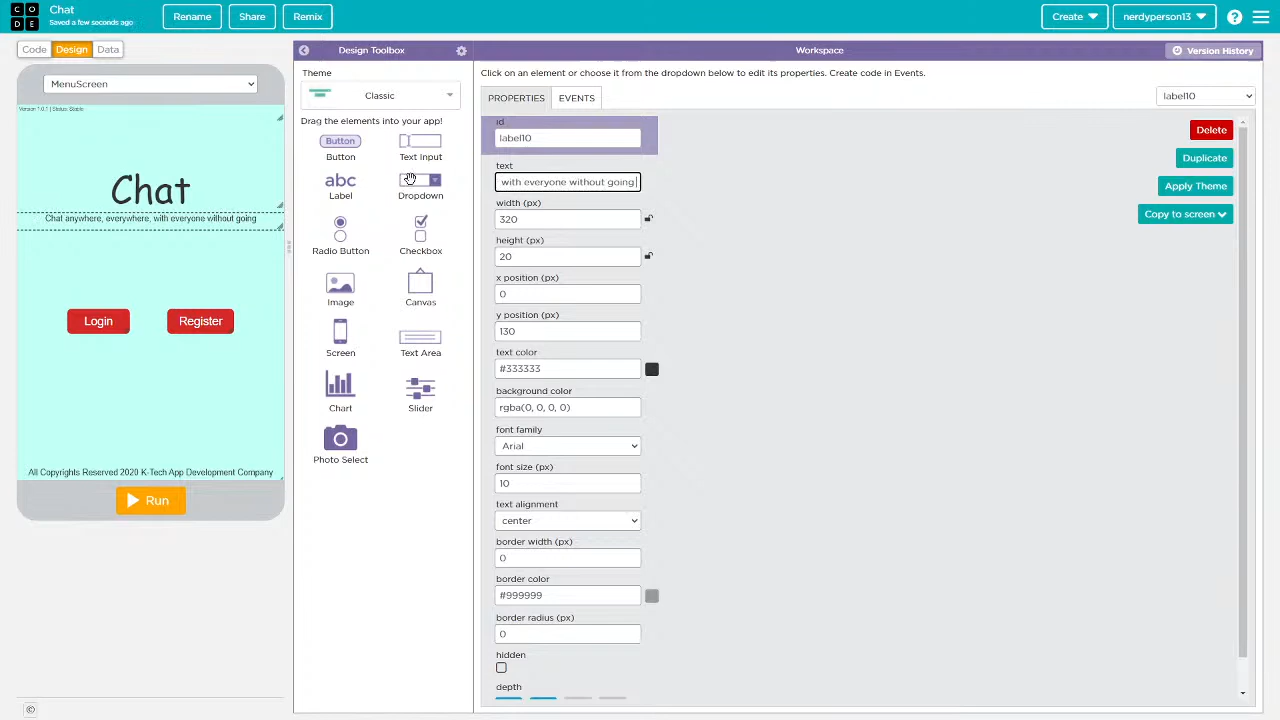 C O
D E
Chat
Saved a few seconds ago
Rename
Share
Remix
Create
nerdyperson13
?
Code
Design
Data
Design Toolbox
Workspace
Version History
MenuScreen
Theme
Classic
Click on an element or choose it from the dropdown below to edit its properties. Create code in Events.
PROPERTIES
EVENTS
label10
Version 1.0.1 | Status: Stable
Drag the elements into your app!
Button
Button
Text Input
abc
Label
Dropdown
Radio Button
Checkbox
Image
Canvas
Screen
Text Area
Chart
Slider
Photo Select
Chat
Chat anywhere, everywhere, with everyone without going
Login
Register
All Copyrights Reserved 2020 K-Tech App Development Company
Run
©
id
label10
text
with everyone without going
width (px)
320
height (px)
20
x position (px)
0
y position (px)
130
text color
#333333
background color
rgba(0, 0, 0, 0)
font family
Arial
font size (px)
10
text alignment
center
border width (px)
0
border color
#999999
border radius (px)
0
hidden
depth
Delete
Duplicate
Apply Theme
Copy to screen